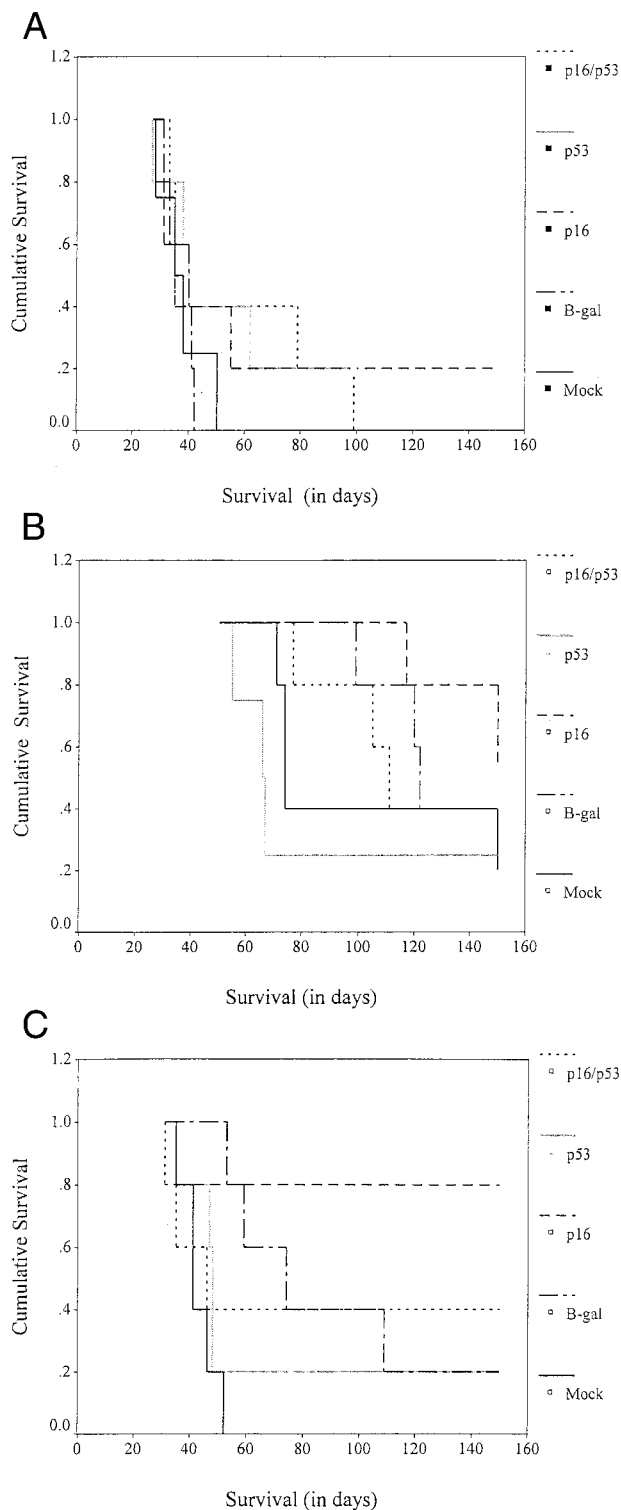 A
1.2
1.0
.8
.6
.4
.2
0.0
Cumulative Survival
0 20 40 60 80 100 120 140 160
Survival (in days)
p16/p53
p53
p16
B-gal
Mock
B
1.2
1.0
.8
.6
.4
.2
0.0
Cumulative Survival
0 20 40 60 80 100 120 140 160
Survival (in days)
p16/p53
p53
p16
B-gal
Mock
C
1.2
1.0
.8
.6
.4
.2
0.0
Cumulative Survival
0 20 40 60 80 100 120 140 160
Survival (in days)
p16/p53
p53
p16
B-gal
Mock